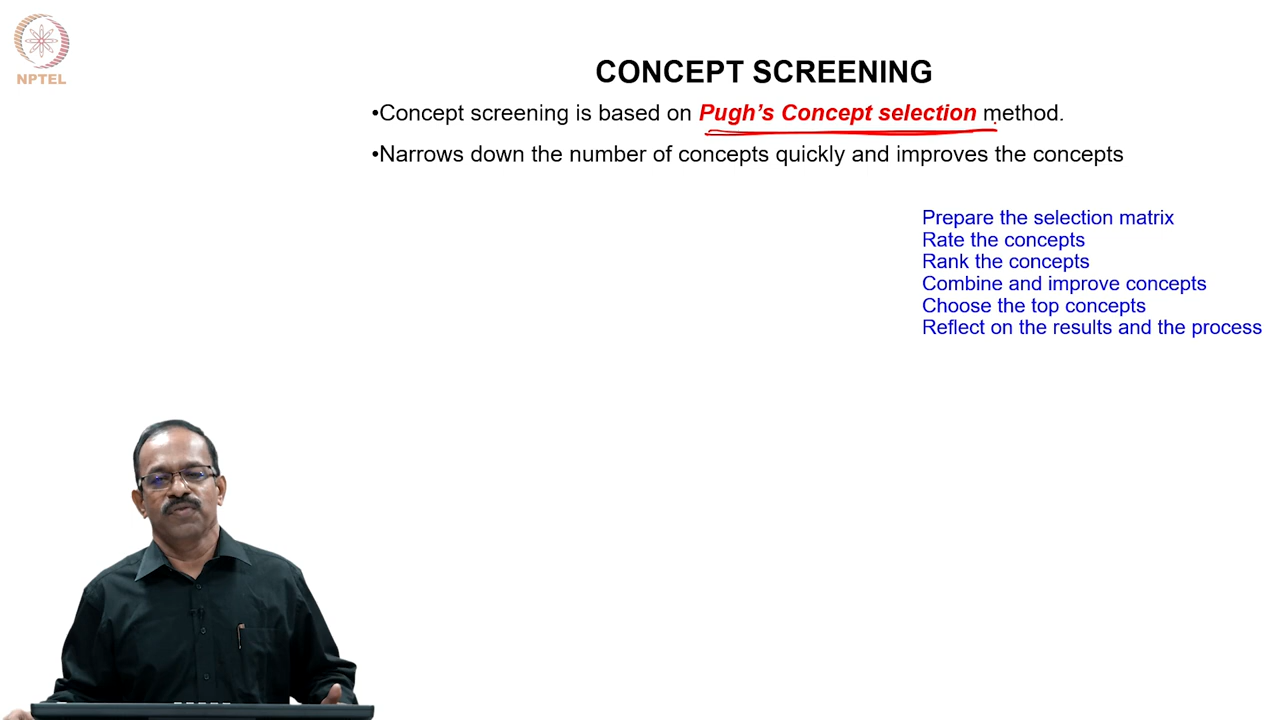 NPTEL
CONCEPT SCREENING
•Concept screening is based on Pugh’s Concept selection method.
•Narrows down the number of concepts quickly and improves the concepts
Prepare the selection matrix
Rate the concepts
Rank the concepts
Combine and improve concepts
Choose the top concepts
Reflect on the results and the process